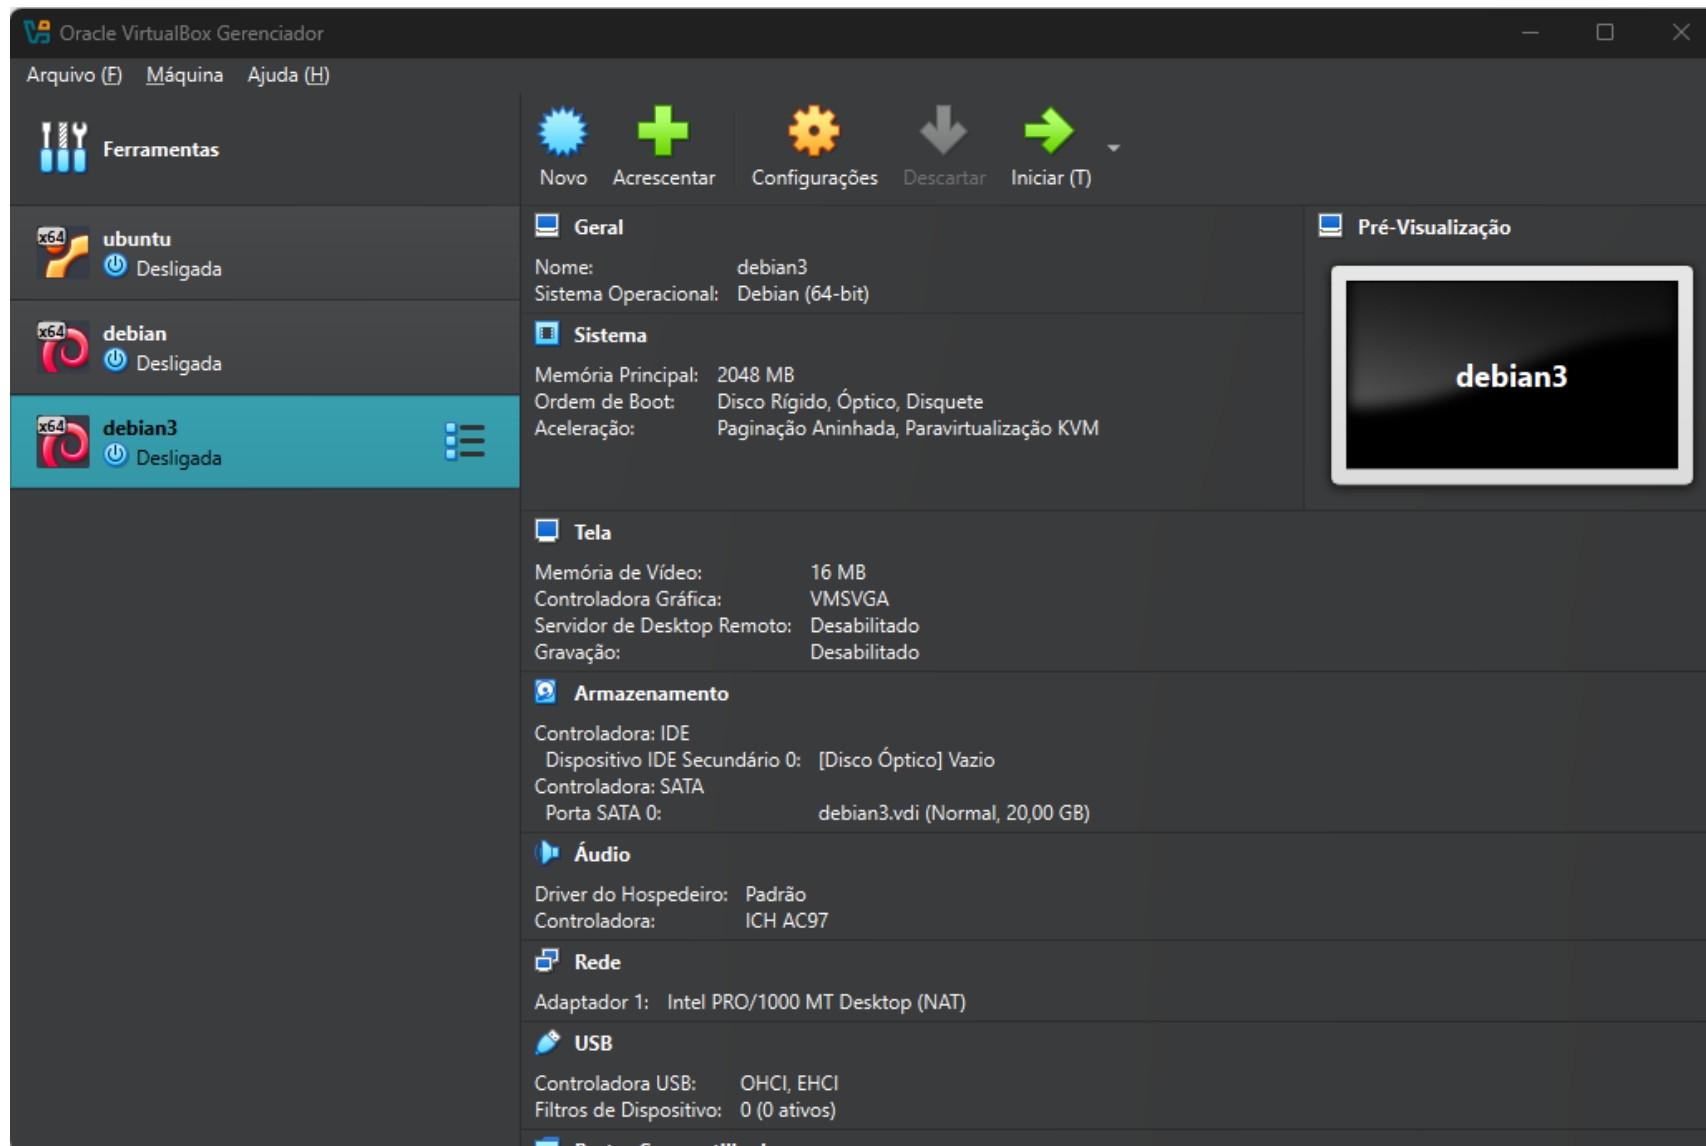 Oracle VirtualBox Gerenciador
Arquivo (F) Máquina Ajuda (H)
Ferramentas
Novo Acrescentar Configurações Descartar Iniciar (T)
x64 ubuntu
Desligada
x64 debian
Desligada
x64 debian3
Desligada
Geral
Nome: debian3
Sistema Operacional: Debian (64-bit)
Sistema
Memória Principal: 2048 MB
Ordem de Boot: Disco Rígido, Óptico, Disquete
Aceleração: Paginação Aninhada, Paravirtualização KVM
Pré-Visualização
debian3
Tela
Memória de Vídeo: 16 MB
Controladora Gráfica: VMSVGA
Servidor de Desktop Remoto: Desabilitado
Gravação: Desabilitado
Armazenamento
Controladora: IDE
Dispositivo IDE Secundário 0: [Disco Óptico] Vazio
Controladora: SATA
Porta SATA 0: debian3.vdi (Normal, 20,00 GB)
Áudio
Driver do Hospedeiro: Padrão
Controladora: ICH AC97
Rede
Adaptador 1: Intel PRO/1000 MT Desktop (NAT)
USB
Controladora USB: OHCI, EHCI
Filtros de Dispositivo: 0 (0 ativos)